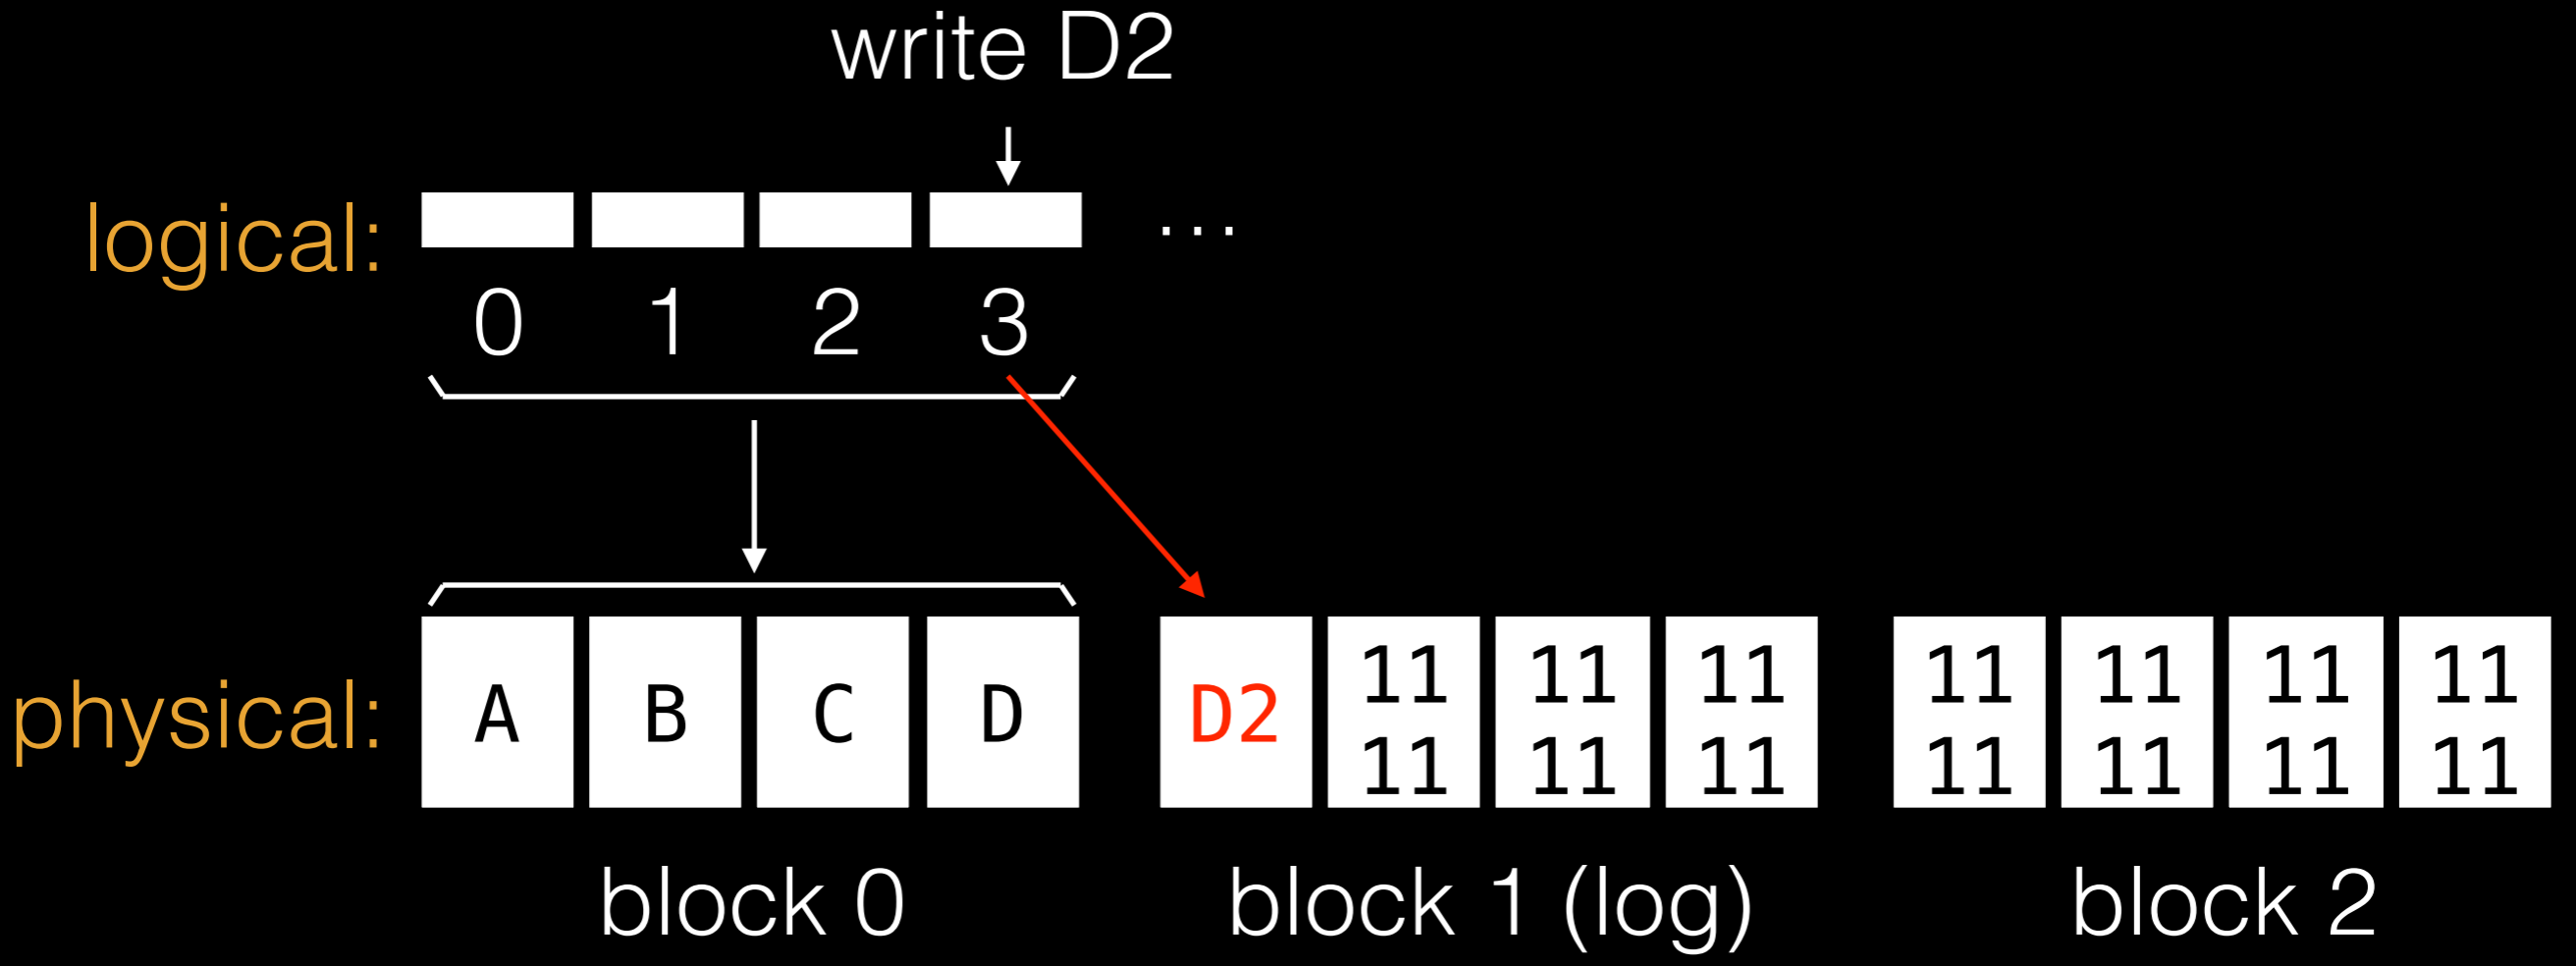 write D2
logical:
...
0 1 2 3
physical:
A B C D D2 11 11 11 11 11 11 11
11 11 11 11 11 11 11
block 0 block 1 (log) block 2